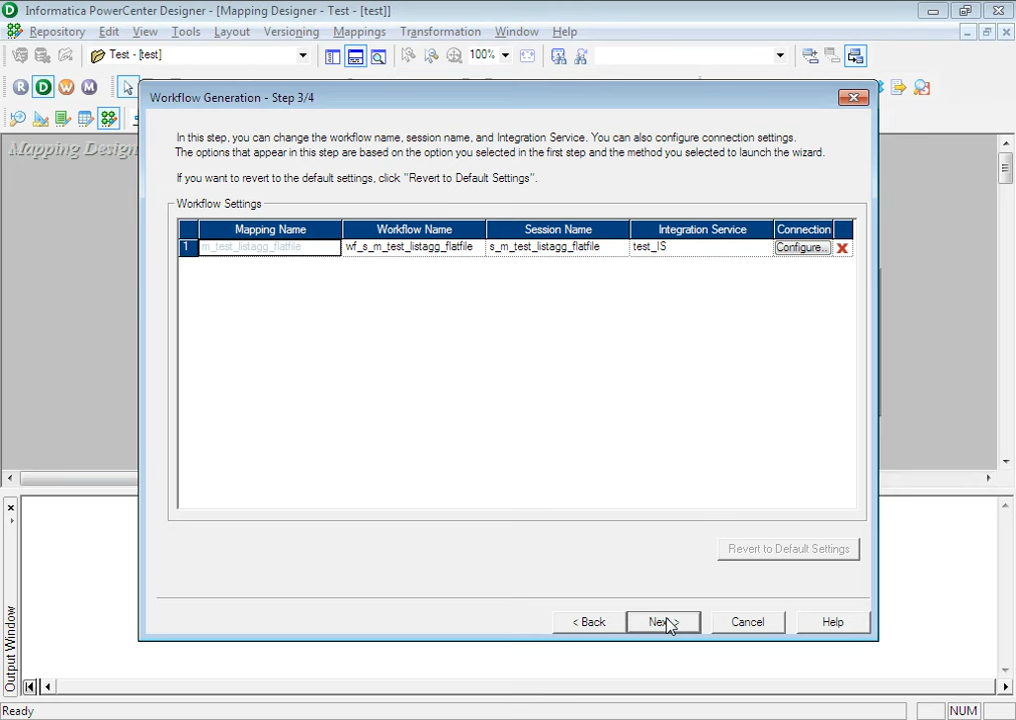 Informatica PowerCenter Designer - [Mapping Designer - Test - [test]]
Repository Edit View Tools Layout Versioning Mappings Transformation Window Help
Test - [test] 100%
R D W M
Workflow Generation - Step 3/4
Mapping Design
In this step, you can change the workflow name, session name, and Integration Service. You can also configure connection settings.
The options that appear in this step are based on the option you selected in the first step and the method you selected to launch the wizard.
If you want to revert to the default settings, click "Revert to Default Settings".
Workflow Settings
Mapping Name Workflow Name Session Name Integration Service Connection
1 m_test_listagg_flatfile wf_s_m_test_listagg_flatfile s_m_test_listagg_flatfile test_IS Configure...
Revert to Default Settings
< Back Next > Cancel Help
Output Window
Ready NUM